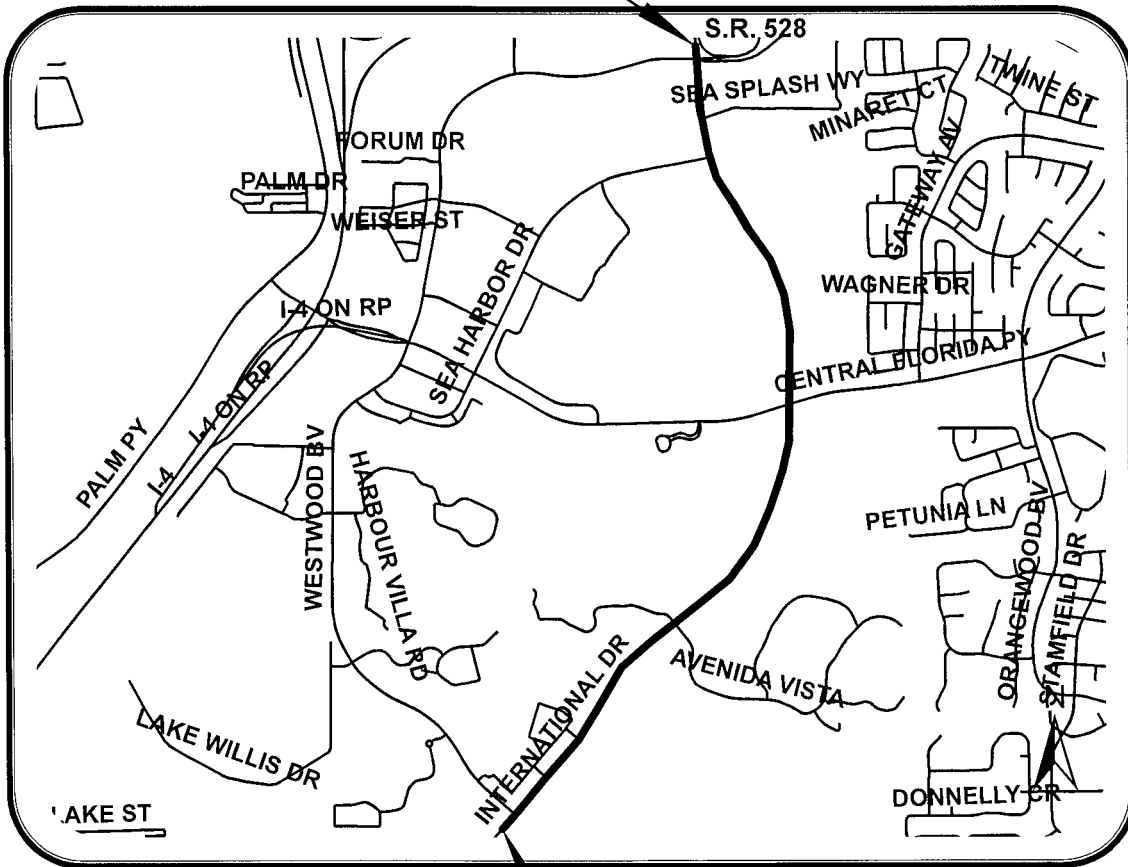 S.R. 528
SEA SPLASH WY
TWINE ST
MINARET CT
FORUM DR
GATEWAY AV
PALM DR
WEISER ST
SEA HARBOR DR
WAGNER DR
I-4 ON RP
CENTRAL FLORIDA PY
I-4 ON RP
PALM PY
I-4
WESTWOOD BV
HARBOUR VILLA RD
PETUNIA LN
ORANGEWOOD BV
STAMFIELD DR
INTERNATIONAL DR
AVENIDA VISTA
LAKE WILLIS DR
DONNELLY CR
LAKE ST